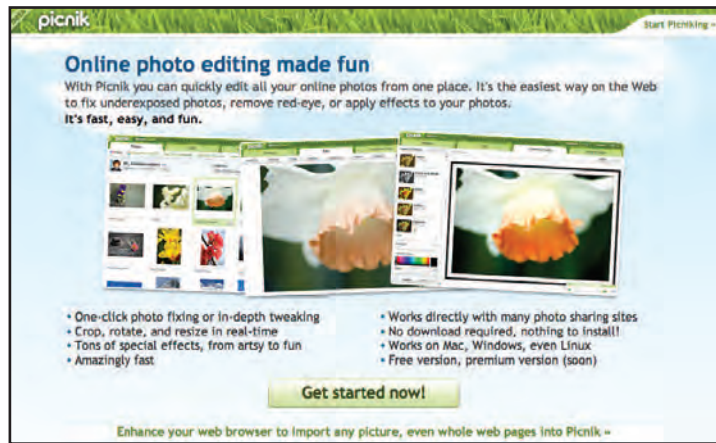 picnik
Start Picniking »
Online photo editing made fun
With Picnik you can quickly edit all your online photos from one place. It's the easiest way on the Web
to fix underexposed photos, remove red-eye, or apply effects to your photos.
It's fast, easy, and fun.
• One-click photo fixing or in-depth tweaking
• Crop, rotate, and resize in real-time
• Tons of special effects, from artsy to fun
• Amazingly fast
• Works directly with many photo sharing sites
• No download required, nothing to install!
• Works on Mac, Windows, even Linux
• Free version, premium version (soon)
Get started now!
Enhance your web browser to import any picture, even whole web pages into Picnik »